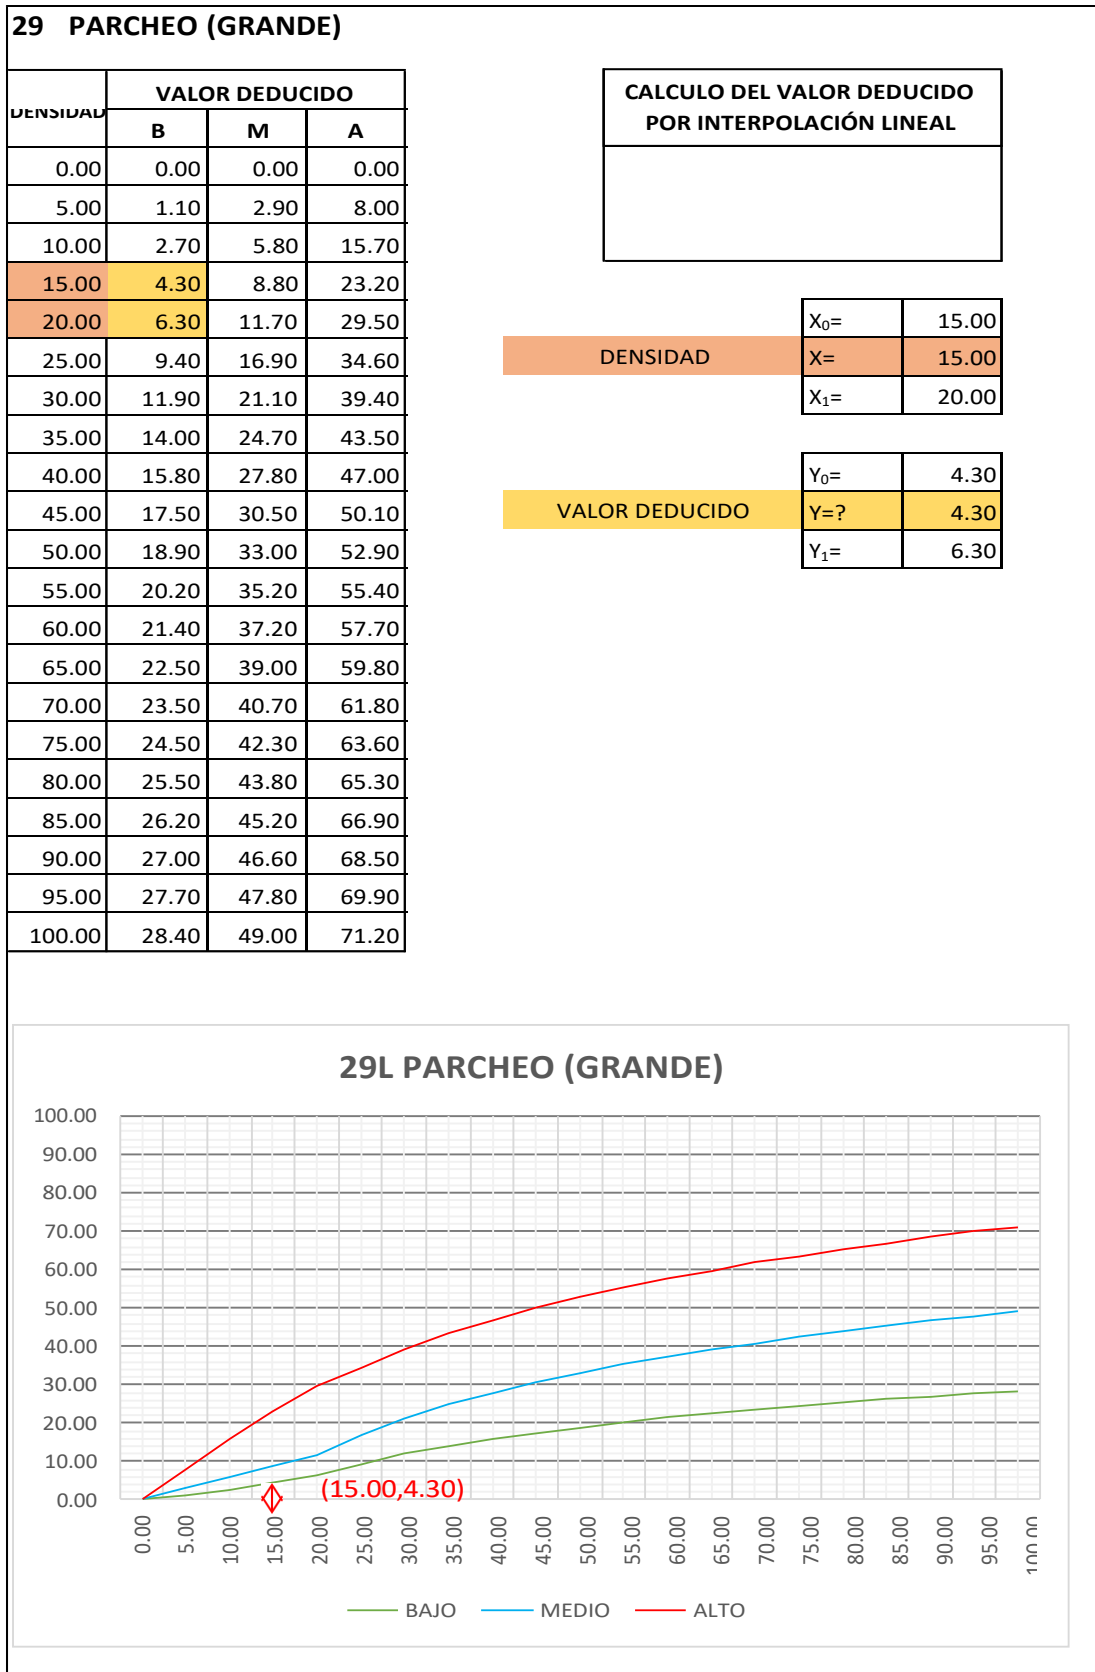 29 PARCHEO (GRANDE)
DENSIDAD VALOR DEDUCIDO
B M A
0.00 0.00 0.00 0.00
5.00 1.10 2.90 8.00
10.00 2.70 5.80 15.70
15.00 4.30 8.80 23.20
20.00 6.30 11.70 29.50
25.00 9.40 16.90 34.60
30.00 11.90 21.10 39.40
35.00 14.00 24.70 43.50
40.00 15.80 27.80 47.00
45.00 17.50 30.50 50.10
50.00 18.90 33.00 52.90
55.00 20.20 35.20 55.40
60.00 21.40 37.20 57.70
65.00 22.50 39.00 59.80
70.00 23.50 40.70 61.80
75.00 24.50 42.30 63.60
80.00 25.50 43.80 65.30
85.00 26.20 45.20 66.90
90.00 27.00 46.60 68.50
95.00 27.70 47.80 69.90
100.00 28.40 49.00 71.20
CALCULO DEL VALOR DEDUCIDO
POR INTERPOLACIÓN LINEAL
X₀= 15.00
DENSIDAD X= 15.00
X₁= 20.00
Y₀= 4.30
VALOR DEDUCIDO Y=? 4.30
Y₁= 6.30
29L PARCHEO (GRANDE)
100.00
90.00
80.00
70.00
60.00
50.00
40.00
30.00
20.00
10.00
0.00
(15.00,4.30)
0.00 5.00 10.00 15.00 20.00 25.00 30.00 35.00 40.00 45.00 50.00 55.00 60.00 65.00 70.00 75.00 80.00 85.00 90.00 95.00 100.00
BAJO MEDIO ALTO